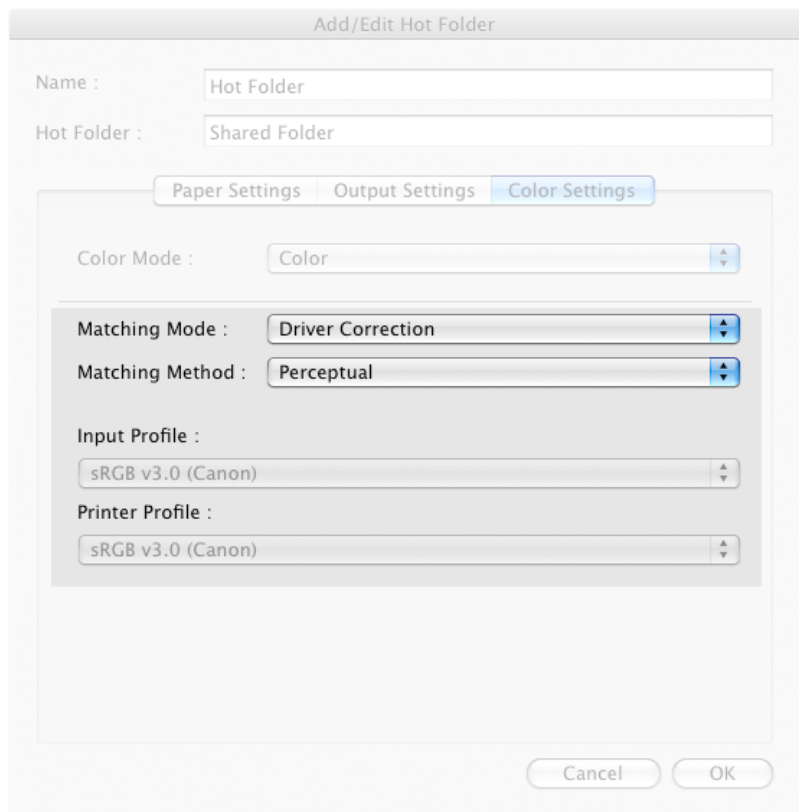 Add/Edit Hot Folder
Name : Hot Folder
Hot Folder : Shared Folder
Paper Settings Output Settings Color Settings
Color Mode : Color
Matching Mode : Driver Correction
Matching Method : Perceptual
Input Profile :
sRGB v3.0 (Canon)
Printer Profile :
sRGB v3.0 (Canon)
Cancel OK